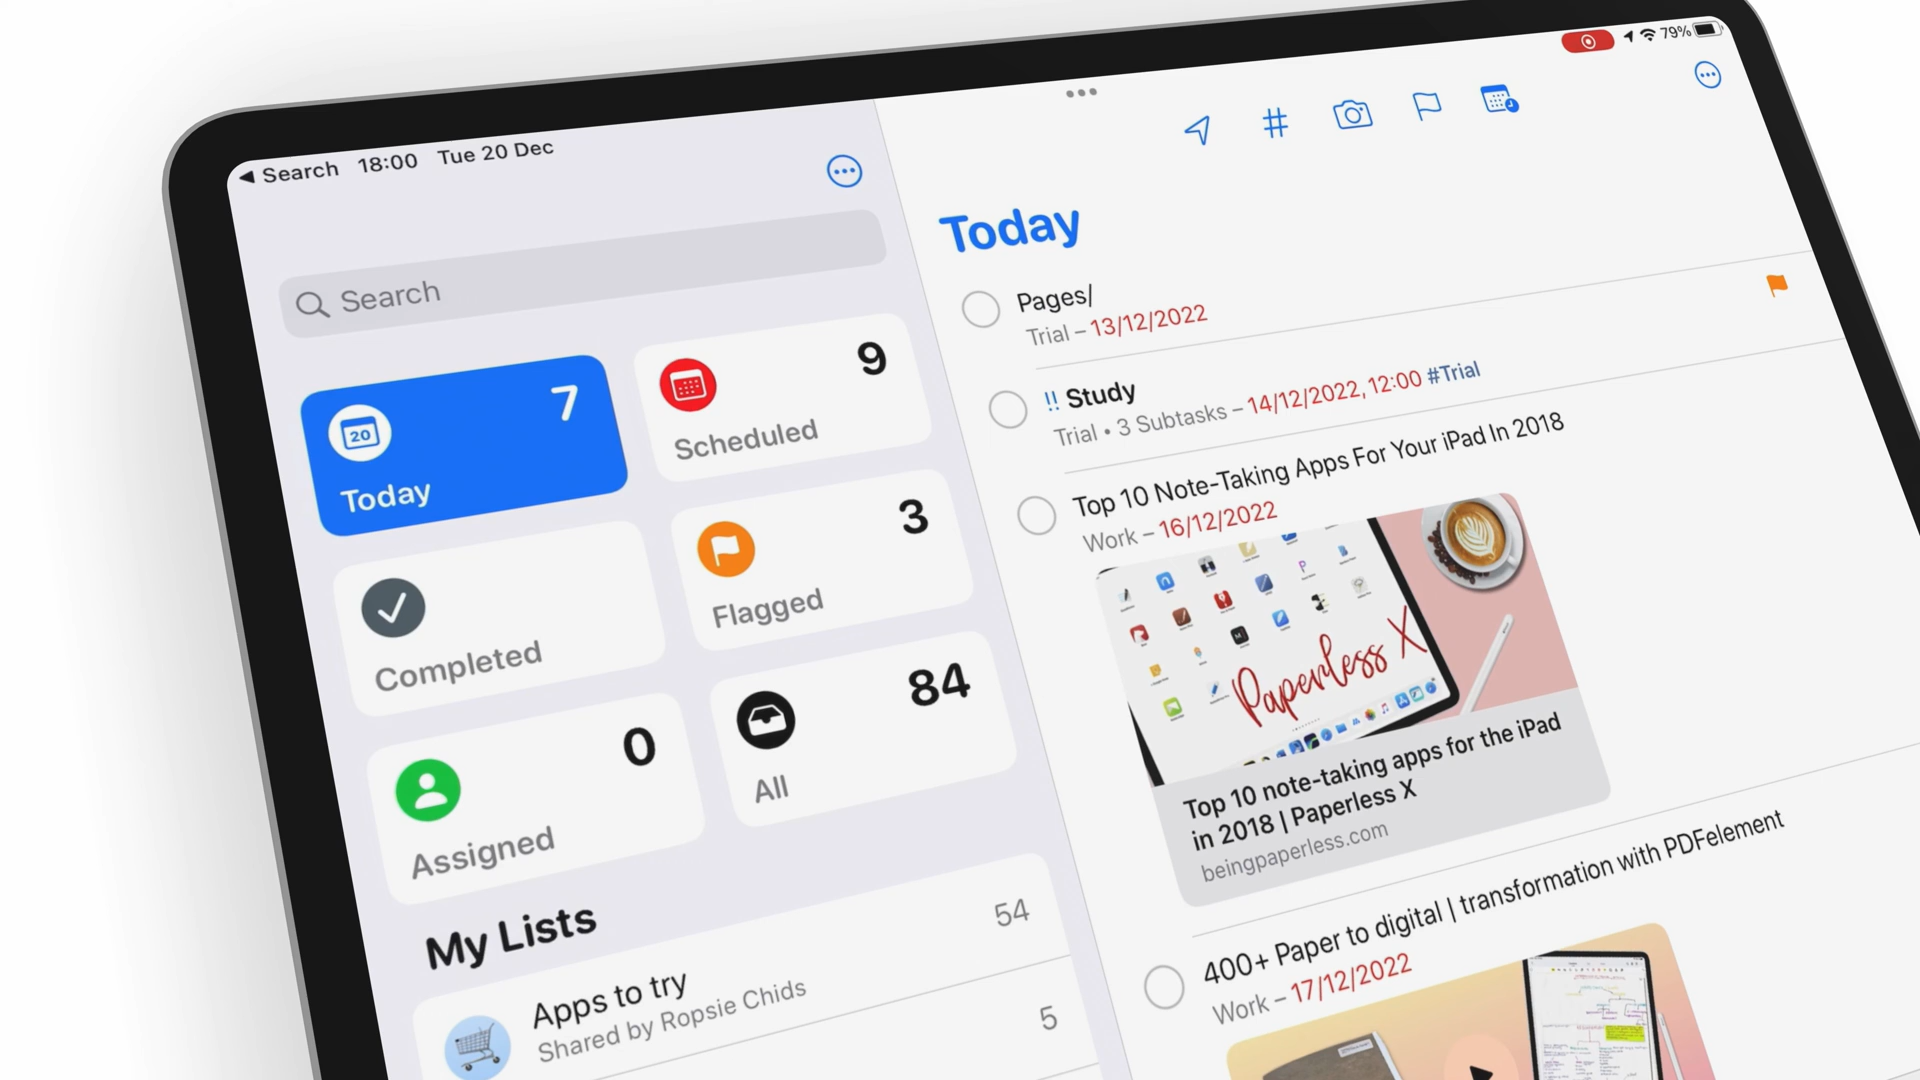 Search 18:00 Tue 20 Dec
79%
Search
20
7
Today
9
Scheduled
Completed
3
Flagged
0
Assigned
84
All
My Lists
Apps to try
Shared by Ropsie Chids
54
5
Today
Pages/
Trial – 13/12/2022
!! Study
Trial • 3 Subtasks – 14/12/2022, 12:00 #Trial
Top 10 Note-Taking Apps For Your iPad In 2018
Work – 16/12/2022
Paperless X
Top 10 note-taking apps for the iPad
in 2018 | Paperless X
beingpaperless.com
400+ Paper to digital | transformation with PDFelement
Work – 17/12/2022